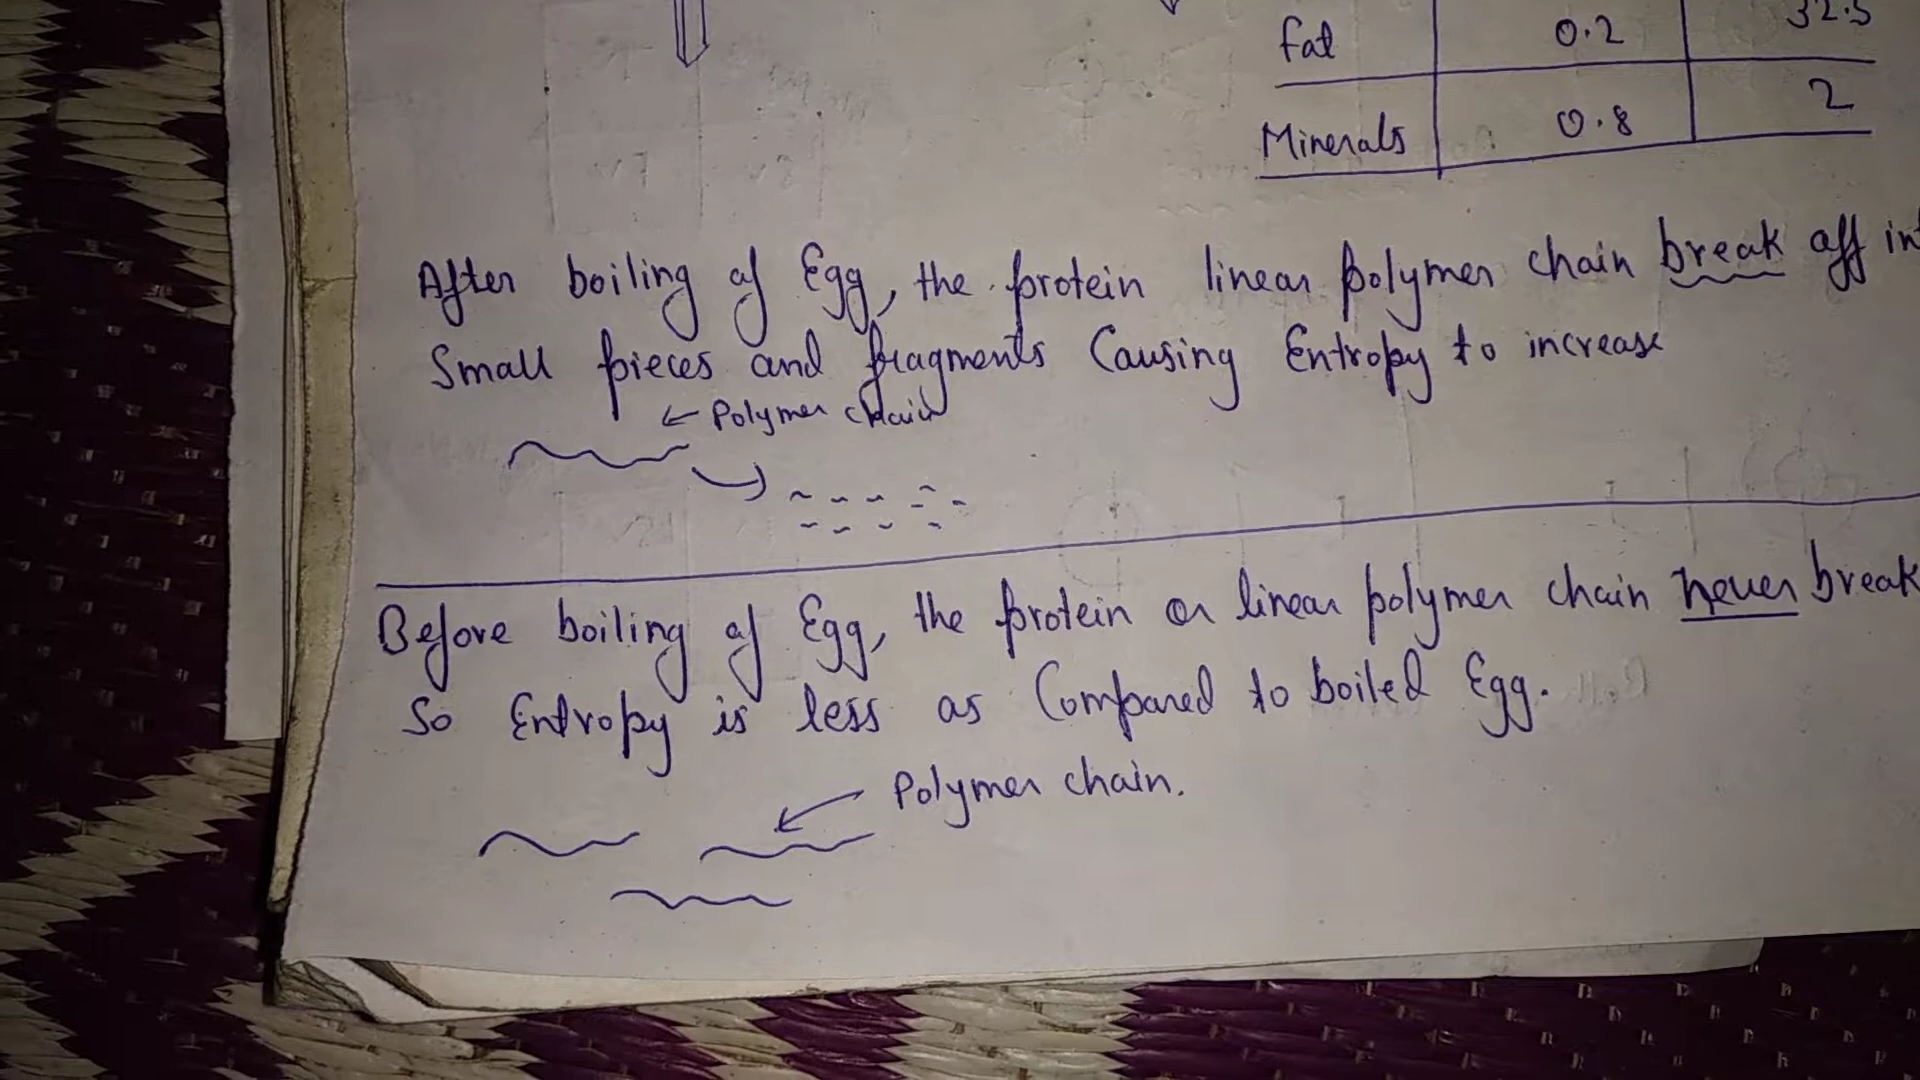 Fat 0.2 32.5
Minerals 0.8 2
After boiling of Egg, the protein linear polymer chain break off int
Small pieces and fragments Causing Entropy to increase
← Polymer chain
Before boiling of Egg, the protein or linear polymer chain never break
So Entropy is less as Compared to boiled Egg.
Polymer chain.